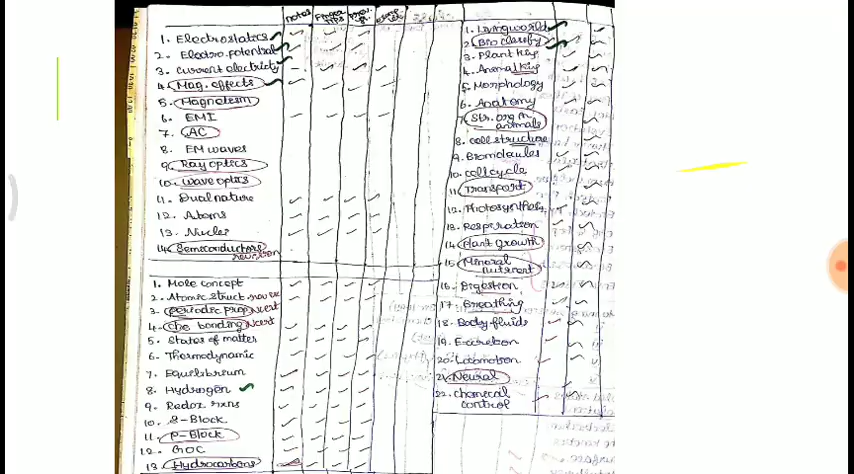 notes
Finger tips
1. Electrostatics
2. Electro.potential
3. Current electricity
4. Mag. effects
5. Magnetism
6. EMI
7. AC
8. EM waves
9. Ray optics
10. Wave optics
11. Dual nature
12. Atoms
13. Nuclei
14. Semiconductors
revision
1. Mole concept
2. Atomic struct.
3. Periodic prop Ncert
4. Che bonding Ncert
5. States of matter
6. Thermodynamic
7. Equilibrium
8. Hydrogen
9. Redox rxns
10. S-Block
11. P-Block
12. GOC
13. Hydrocarbons
1. Living world
2. Bio classify
3. Plant King
4. Animal King
5. Morphology
6. Anatomy
7. Str. org in
animals
8. Cell structure
9. Biomolecules
10. cell cycle
11. Transport
12. Photosynthesis
13. Respiration
14. Plant growth
15. Mineral
nutrient
16. Digestion
17. Breathing
18. Body fluids
19. Excretion
20. Locomotion
21. Neural
22. Chemical
control